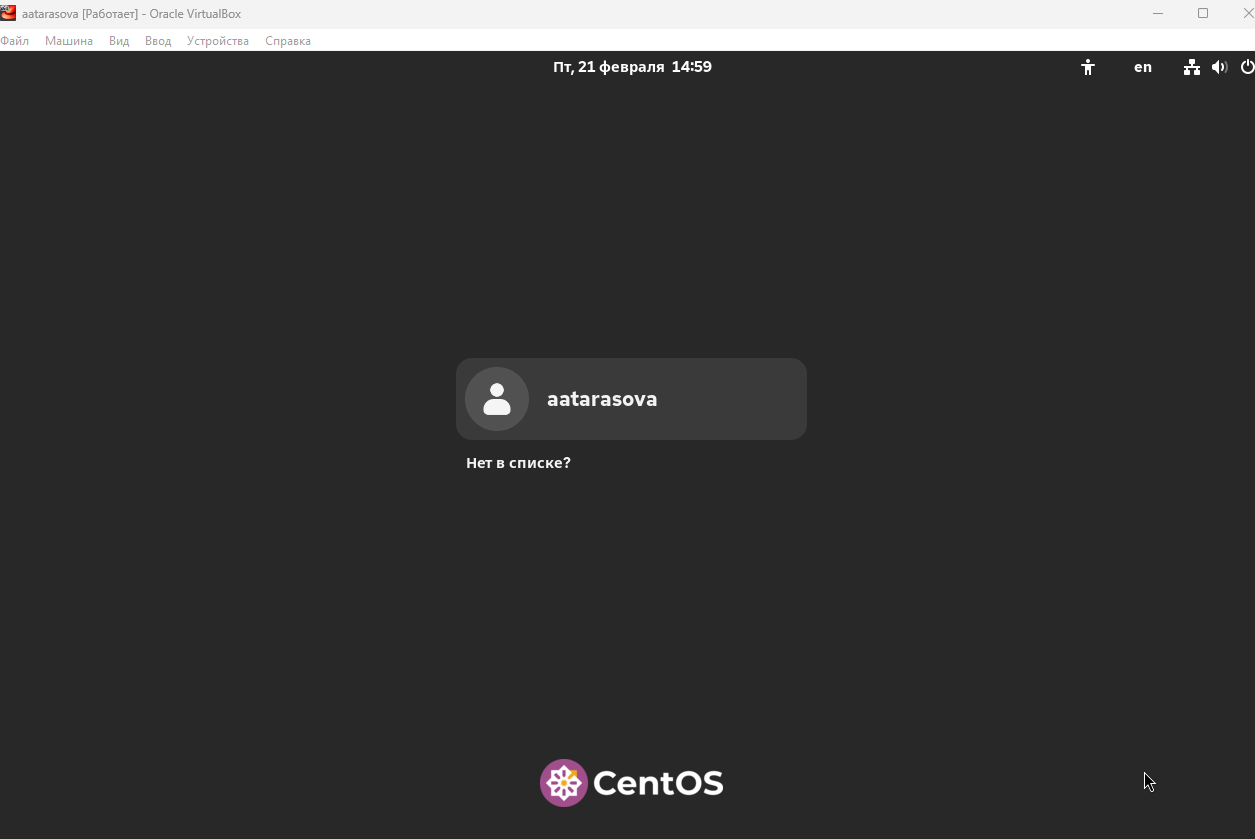 aatarasova [Работает] - Oracle VirtualBox
Файл Машина Вид Ввод Устройства Справка
Пт, 21 февраля 14:59 en
aatarasova
Нет в списке?
CentOS